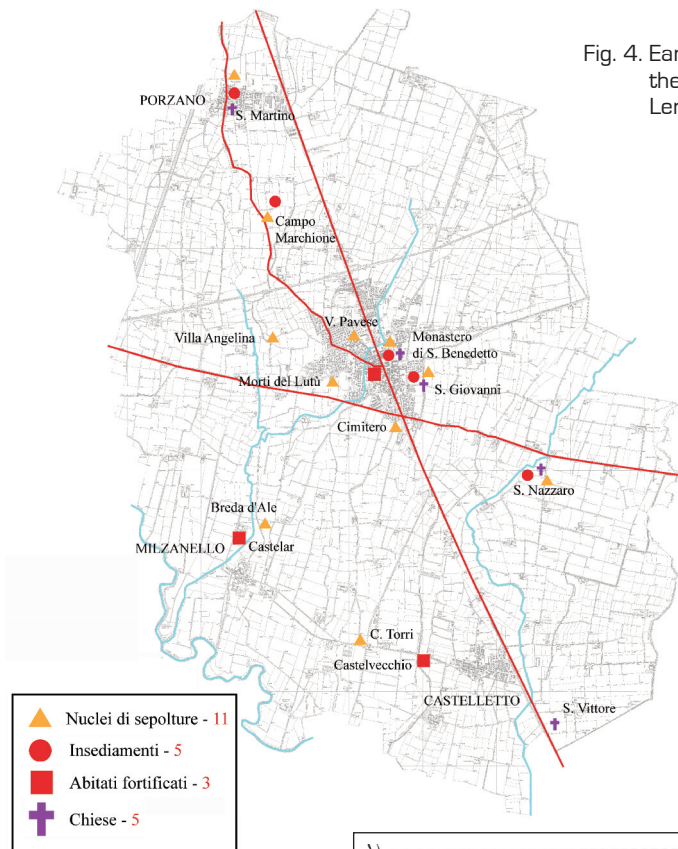 Fig. 4. Ear
the
Ler
PORZANO
S. Martino
Campo
Marchione
V. Pavese
Monastero
di S. Benedetto
Villa Angelina
Morti del Lutù
S. Giovanni
Cimitero
S. Nazzaro
Breda d'Ale
MILZANELLO
Castelar
C. Torri
Castelvecchio
CASTELLETTO
S. Vittore
Nuclei di sepolture - 11
Insediamenti - 5
Abitati fortificati - 3
Chiese - 5